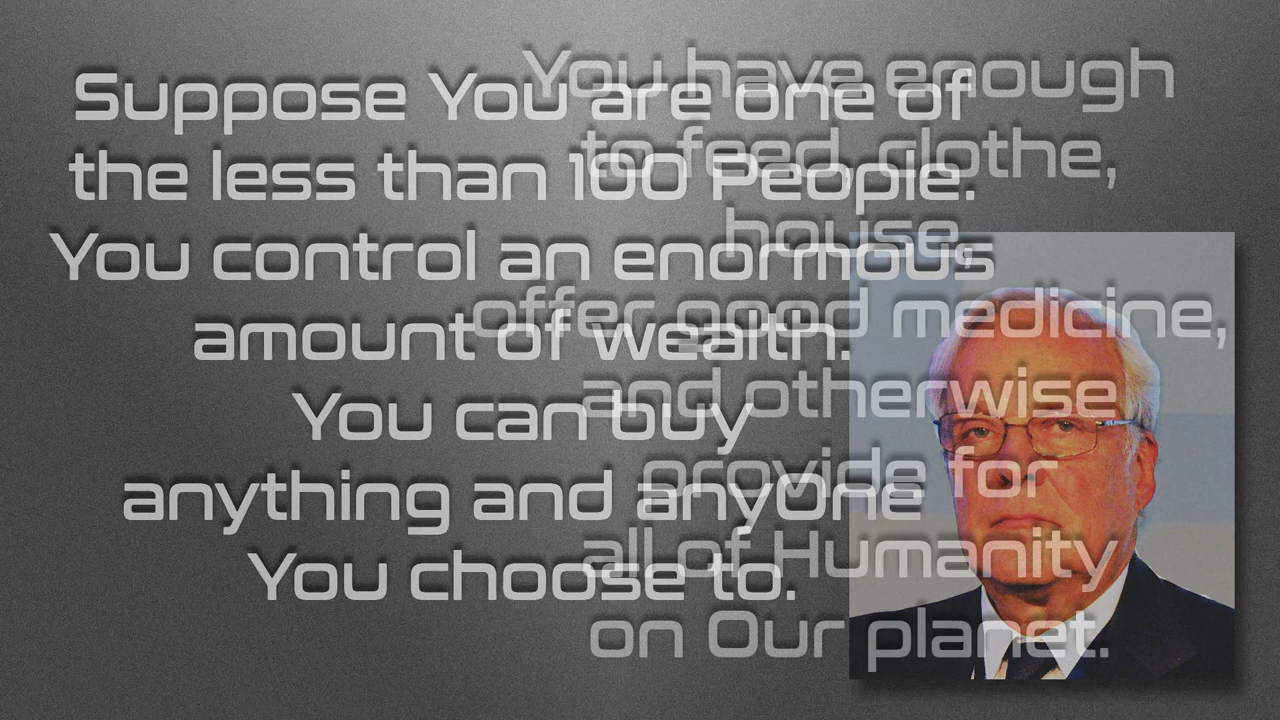 Suppose You are one of
the less than 100 People.
You control an enormous
amount of wealth.
You can buy
anything and anyone
You choose to.
You have enough
to feed, clothe,
house,
offer good medicine,
and otherwise
provide for
all of Humanity
on Our planet.